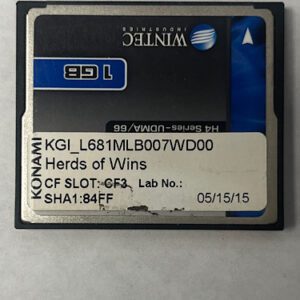 WINTEC
INDUSTRIES
1 GB
H4 Series-UDMA/66
KONAMI
KGI_L681MLB007WD00
Herds of Wins
CF SLOT: CF3 Lab No.:
SHA1:84FF
05/15/15